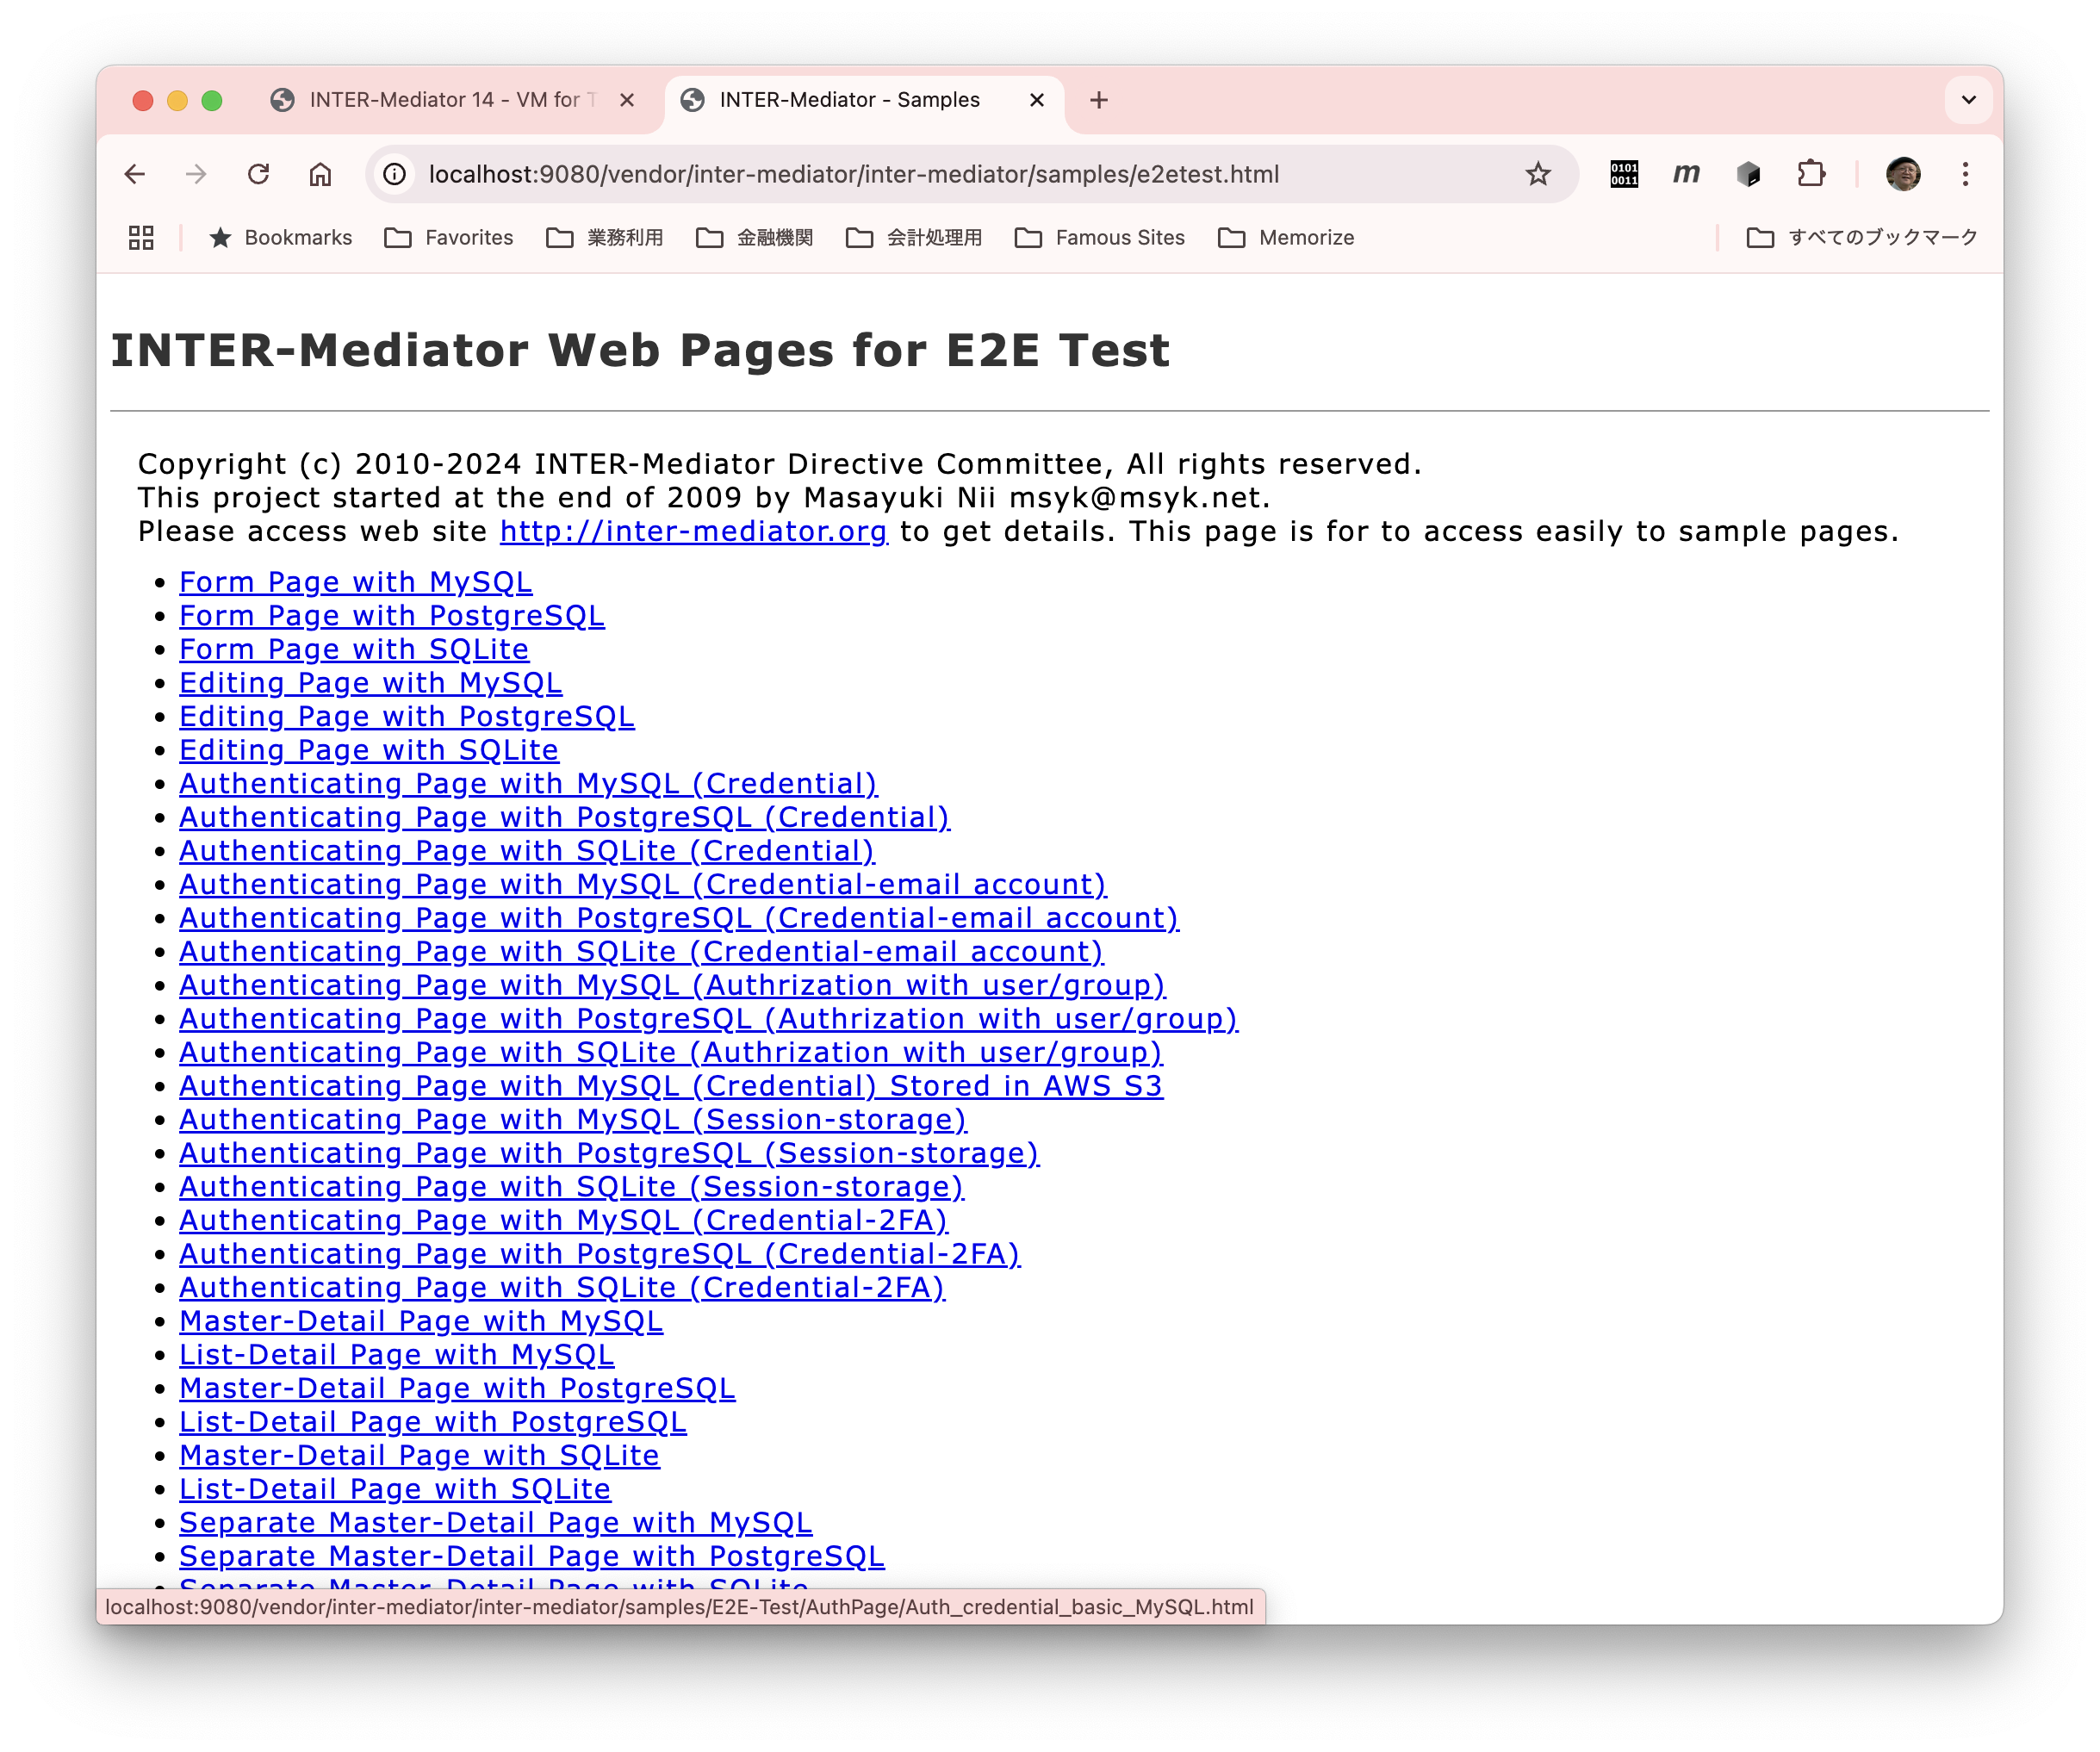 INTER-Mediator 14 - VM for T
INTER-Mediator - Samples
localhost:9080/vendor/inter-mediator/inter-mediator/samples/e2etest.html
0101
0011
m
Bookmarks
Favorites
業務利用
金融機関
会計処理用
Famous Sites
Memorize
すべてのブックマーク
INTER-Mediator Web Pages for E2E Test
Copyright (c) 2010-2024 INTER-Mediator Directive Committee, All rights reserved.
This project started at the end of 2009 by Masayuki Nii msyk@msyk.net.
Please access web site http://inter-mediator.org to get details. This page is for to access easily to sample pages.
Form Page with MySQL
Form Page with PostgreSQL
Form Page with SQLite
Editing Page with MySQL
Editing Page with PostgreSQL
Editing Page with SQLite
Authenticating Page with MySQL (Credential)
Authenticating Page with PostgreSQL (Credential)
Authenticating Page with SQLite (Credential)
Authenticating Page with MySQL (Credential-email account)
Authenticating Page with PostgreSQL (Credential-email account)
Authenticating Page with SQLite (Credential-email account)
Authenticating Page with MySQL (Authrization with user/group)
Authenticating Page with PostgreSQL (Authrization with user/group)
Authenticating Page with SQLite (Authrization with user/group)
Authenticating Page with MySQL (Credential) Stored in AWS S3
Authenticating Page with MySQL (Session-storage)
Authenticating Page with PostgreSQL (Session-storage)
Authenticating Page with SQLite (Session-storage)
Authenticating Page with MySQL (Credential-2FA)
Authenticating Page with PostgreSQL (Credential-2FA)
Authenticating Page with SQLite (Credential-2FA)
Master-Detail Page with MySQL
List-Detail Page with MySQL
Master-Detail Page with PostgreSQL
List-Detail Page with PostgreSQL
Master-Detail Page with SQLite
List-Detail Page with SQLite
Separate Master-Detail Page with MySQL
Separate Master-Detail Page with PostgreSQL
Separate Master-Detail Page with SQLite
localhost:9080/vendor/inter-mediator/inter-mediator/samples/E2E-Test/AuthPage/Auth_credential_basic_MySQL.html